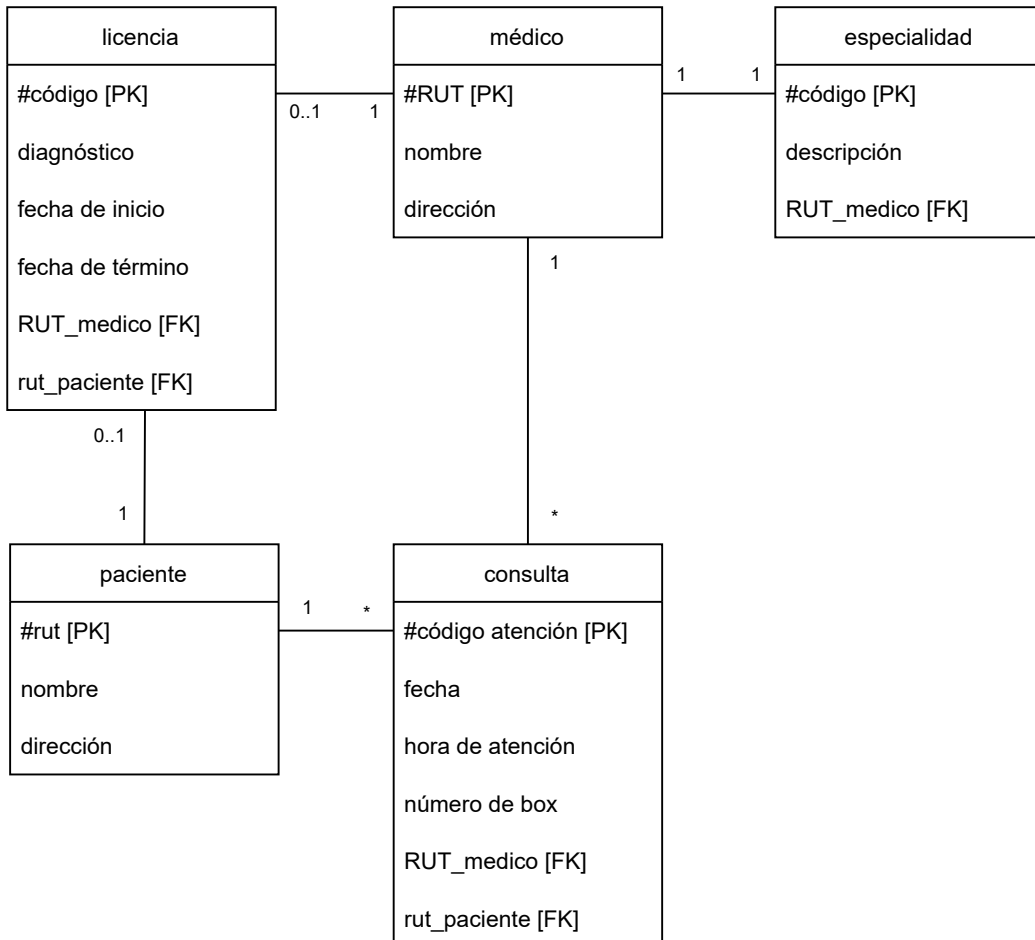 licencia
#código [PK]
diagnóstico
fecha de inicio
fecha de término
RUT_medico [FK]
rut_paciente [FK]
0..1
1
médico
#RUT [PK]
nombre
dirección
1
1
especialidad
#código [PK]
descripción
RUT_medico [FK]
0..1
1
1
*
paciente
#rut [PK]
nombre
dirección
1
*
consulta
#código atención [PK]
fecha
hora de atención
número de box
RUT_medico [FK]
rut_paciente [FK]